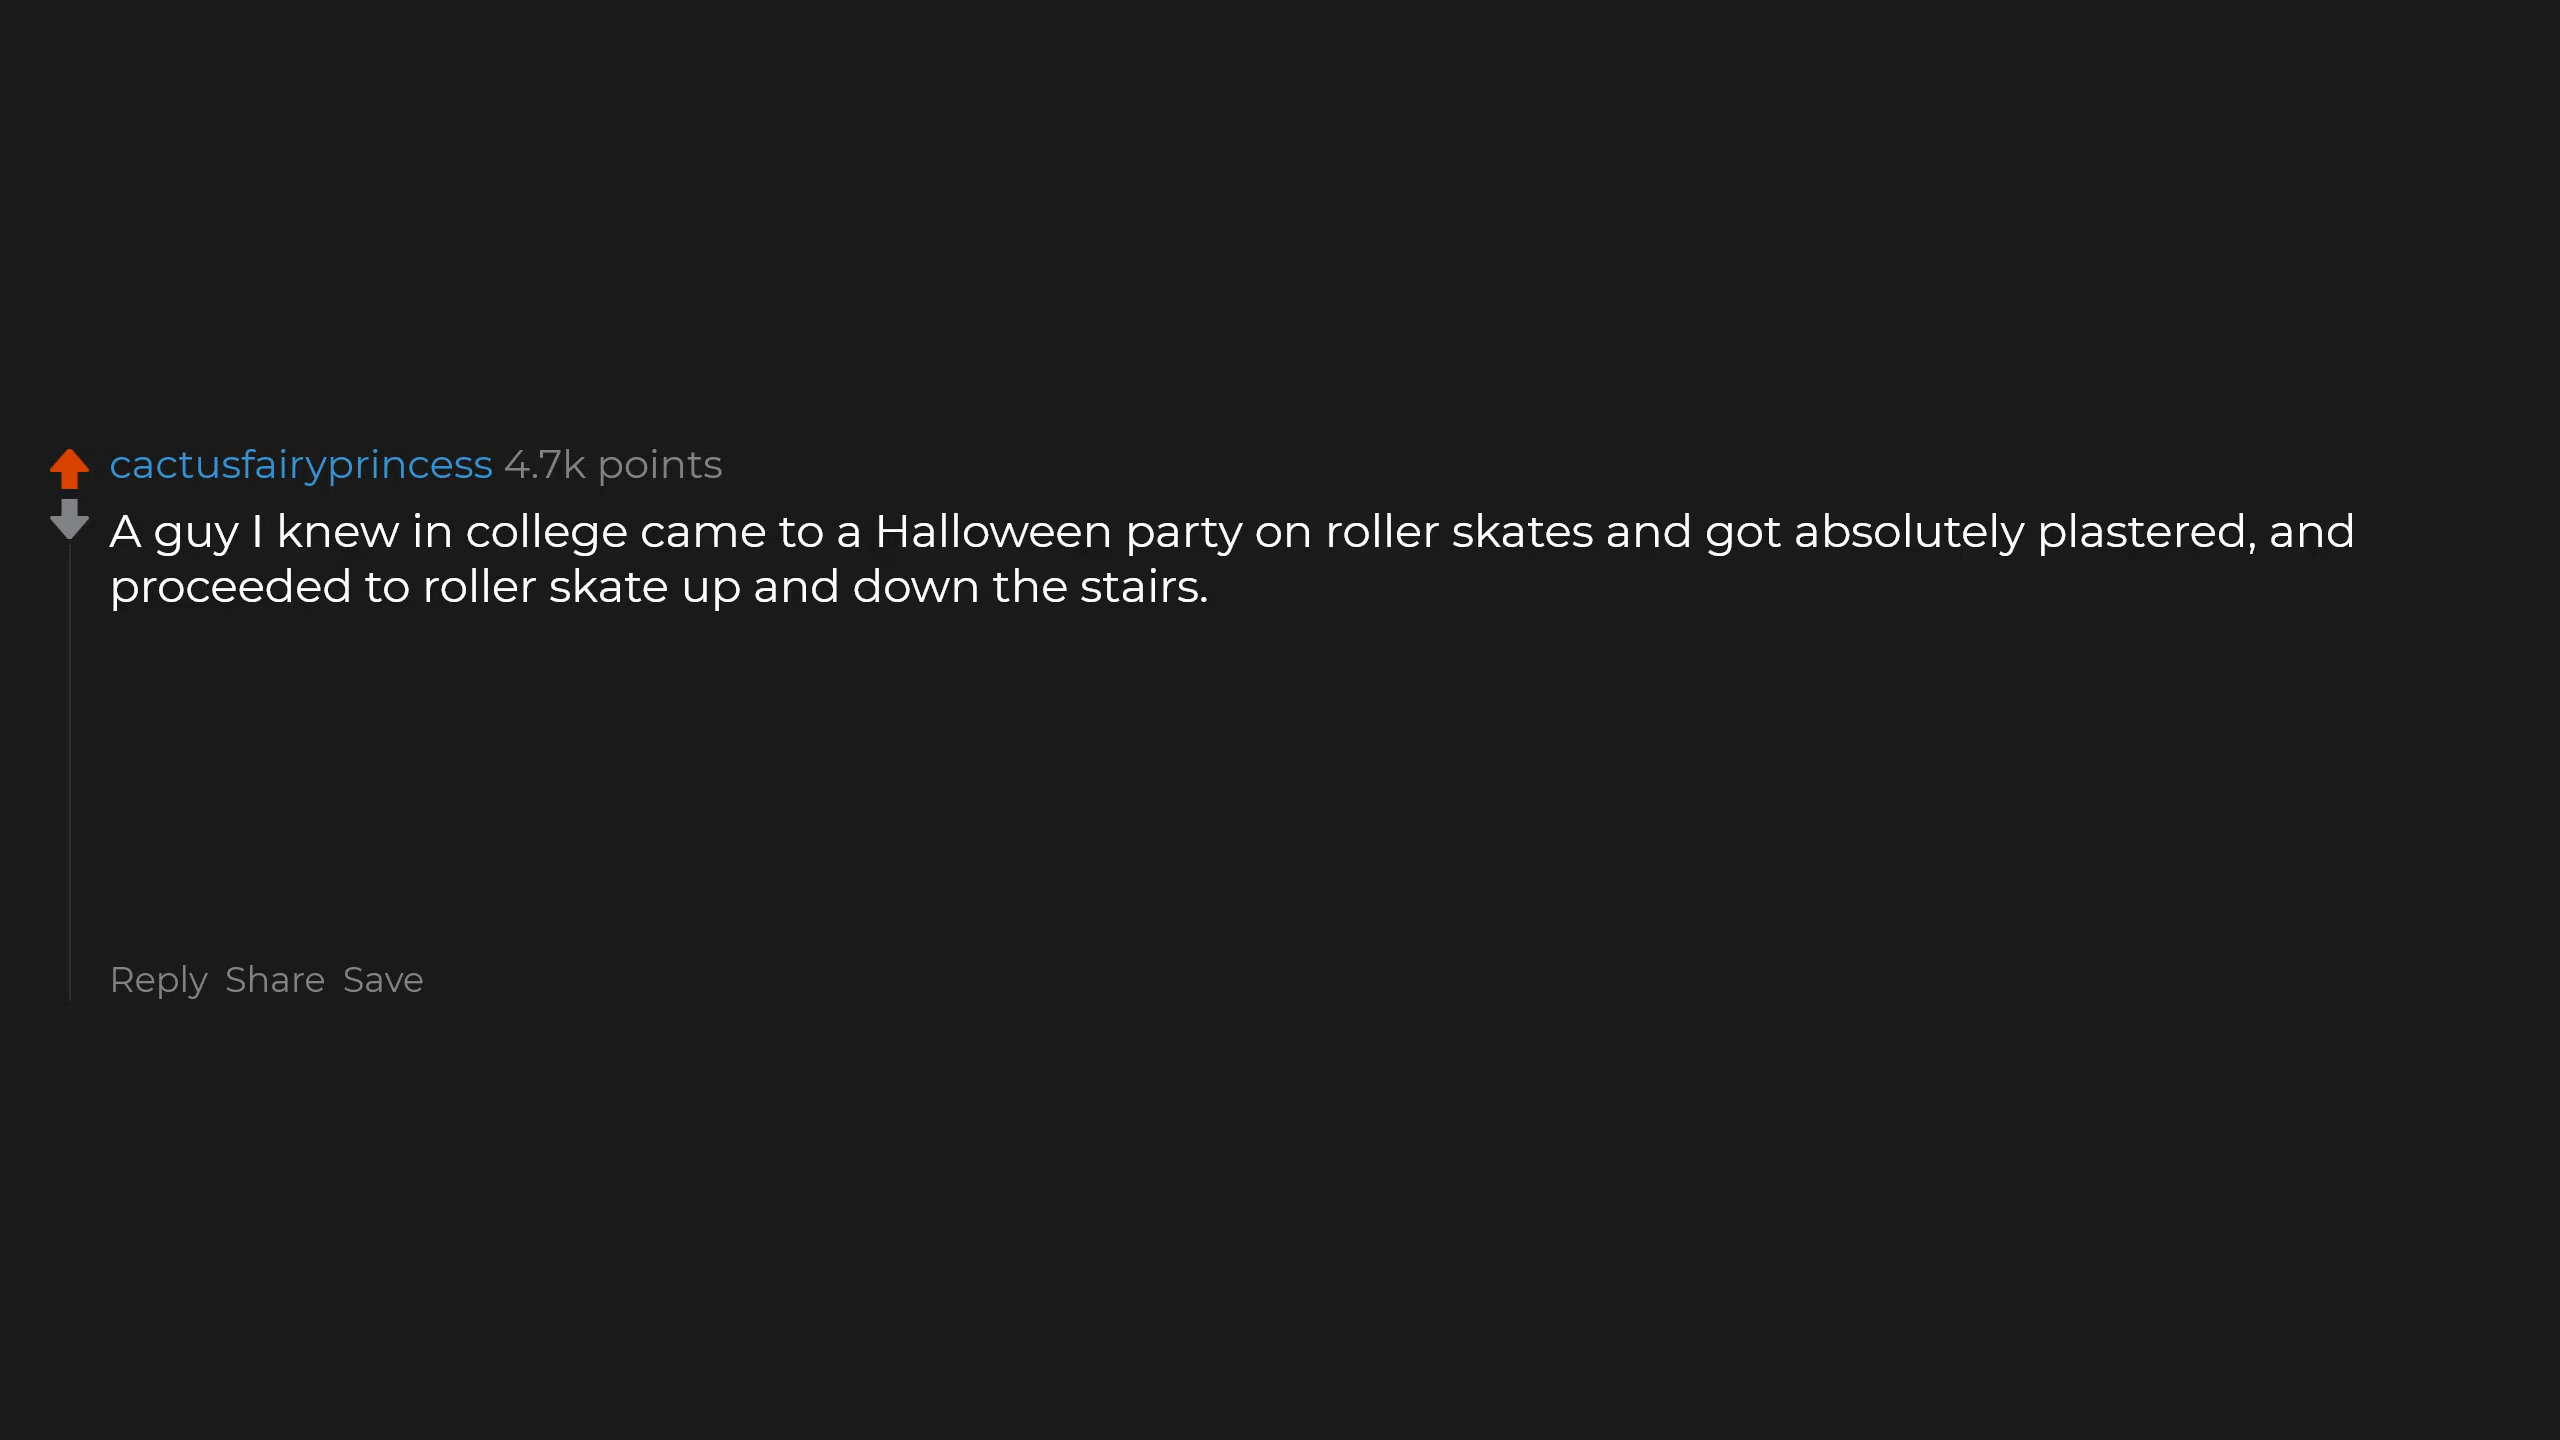 cactusfairyprincess 4.7k points
A guy I knew in college came to a Halloween party on roller skates and got absolutely plastered, and
proceeded to roller skate up and down the stairs.
Reply Share Save